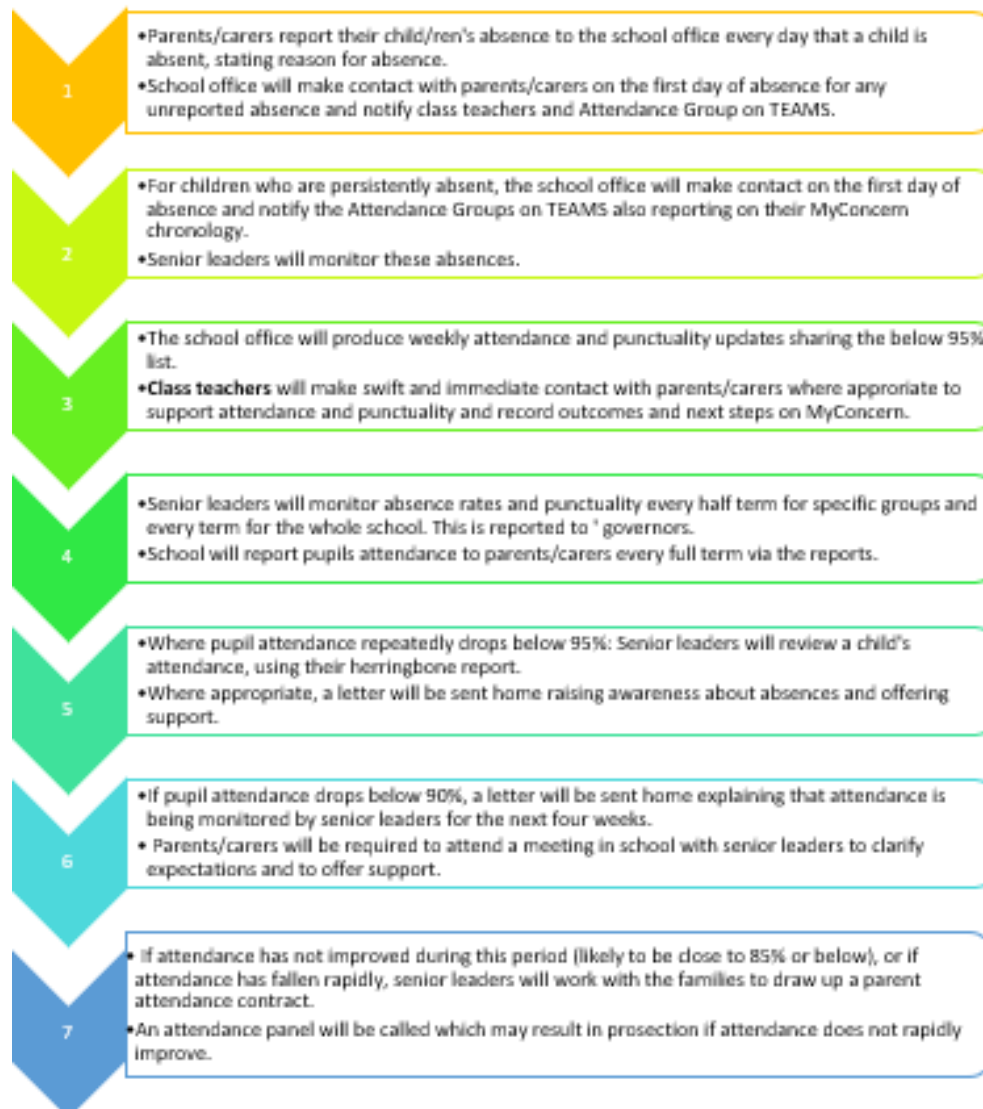 1
•Parents/carers report their child/ren's absence to the school office every day that a child is
absent, stating reason for absence.
•School office will make contact with parents/carers on the first day of absence for any
unreported absence and notify class teachers and Attendance Group on TEAMS.
2
•For children who are persistently absent, the school office will make contact on the first day of
absence and notify the Attendance Groups on TEAMS also reporting on their MyConcern
chronology.
•Senior leaders will monitor these absences.
3
•The school office will produce weekly attendance and punctuality updates sharing the below 95%
list.
•Class teachers will make swift and immediate contact with parents/carers where approriate to
support attendance and punctuality and record outcomes and next steps on MyConcern.
4
•Senior leaders will monitor absence rates and punctuality every half term for specific groups and
every term for the whole school. This is reported to ' governors.
•School will report pupils attendance to parents/carers every full term via the reports.
5
•Where pupil attendance repeatedly drops below 95%: Senior leaders will review a child's
attendance, using their herringbone report.
•Where appropriate, a letter will be sent home raising awareness about absences and offering
support.
6
•If pupil attendance drops below 90%, a letter will be sent home explaining that attendance is
being monitored by senior leaders for the next four weeks.
• Parents/carers will be required to attend a meeting in school with senior leaders to clarify
expectations and to offer support.
7
• If attendance has not improved during this period (likely to be close to 85% or below), or if
attendance has fallen rapidly, senior leaders will work with the families to draw up a parent
attendance contract.
•An attendance panel will be called which may result in prosection if attendance does not rapidly
improve.